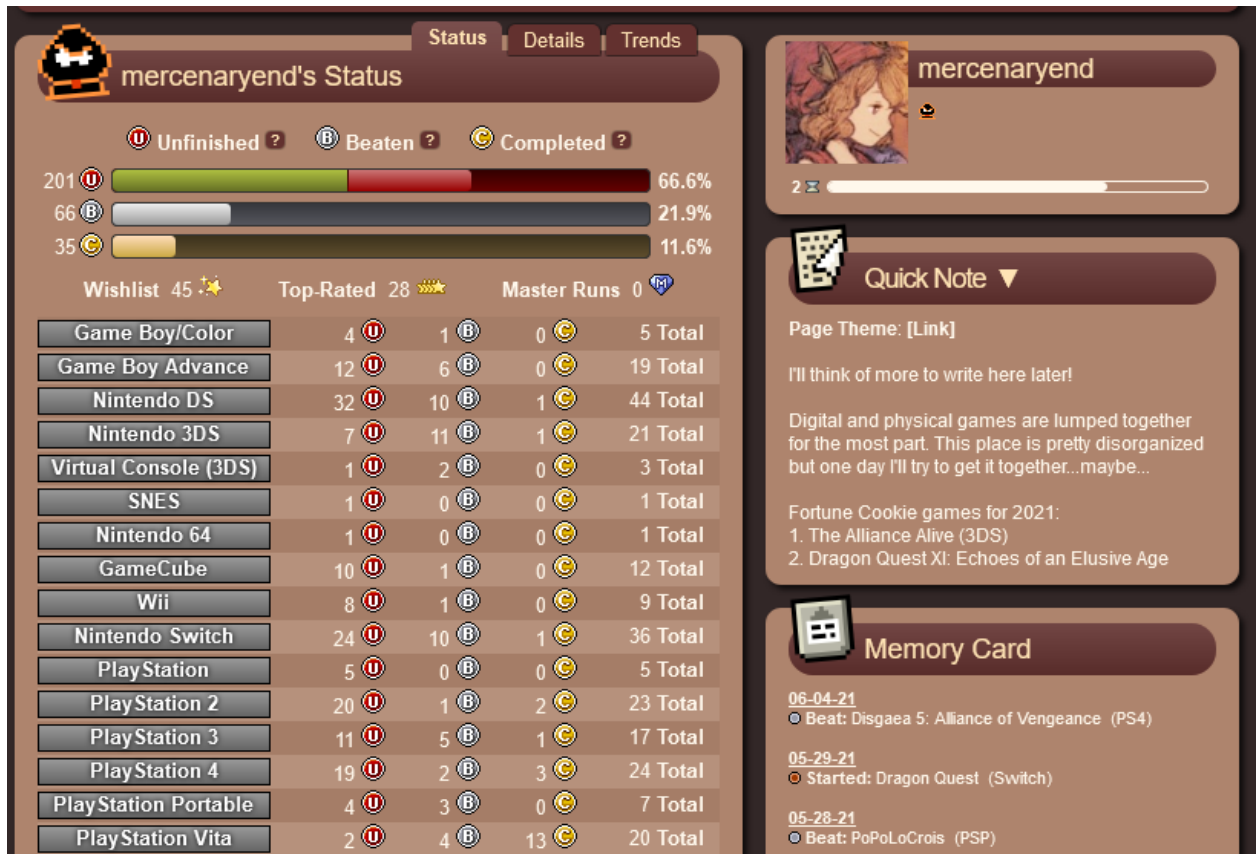 Status Details Trends
mercenaryend's Status
U Unfinished ? B Beaten ? C Completed ?
201 U 66.6%
66 B 21.9%
35 C 11.6%
Wishlist 45 Top-Rated 28 Master Runs 0 M
Game Boy/Color 4 U 1 B 0 C 5 Total
Game Boy Advance 12 U 6 B 0 C 19 Total
Nintendo DS 32 U 10 B 1 C 44 Total
Nintendo 3DS 7 U 11 B 1 C 21 Total
Virtual Console (3DS) 1 U 2 B 0 C 3 Total
SNES 1 U 0 B 0 C 1 Total
Nintendo 64 1 U 0 B 0 C 1 Total
GameCube 10 U 1 B 0 C 12 Total
Wii 8 U 1 B 0 C 9 Total
Nintendo Switch 24 U 10 B 1 C 36 Total
PlayStation 5 U 0 B 0 C 5 Total
PlayStation 2 20 U 1 B 2 C 23 Total
PlayStation 3 11 U 5 B 1 C 17 Total
PlayStation 4 19 U 2 B 3 C 24 Total
PlayStation Portable 4 U 3 B 0 C 7 Total
PlayStation Vita 2 U 4 B 13 C 20 Total
mercenaryend
2
Quick Note ▼
Page Theme: [Link]
I'll think of more to write here later!
Digital and physical games are lumped together
for the most part. This place is pretty disorganized
but one day I'll try to get it together...maybe...
Fortune Cookie games for 2021:
1. The Alliance Alive (3DS)
2. Dragon Quest XI: Echoes of an Elusive Age
Memory Card
06-04-21
Beat: Disgaea 5: Alliance of Vengeance (PS4)
05-29-21
Started: Dragon Quest (Switch)
05-28-21
Beat: PoPoLoCrois (PSP)